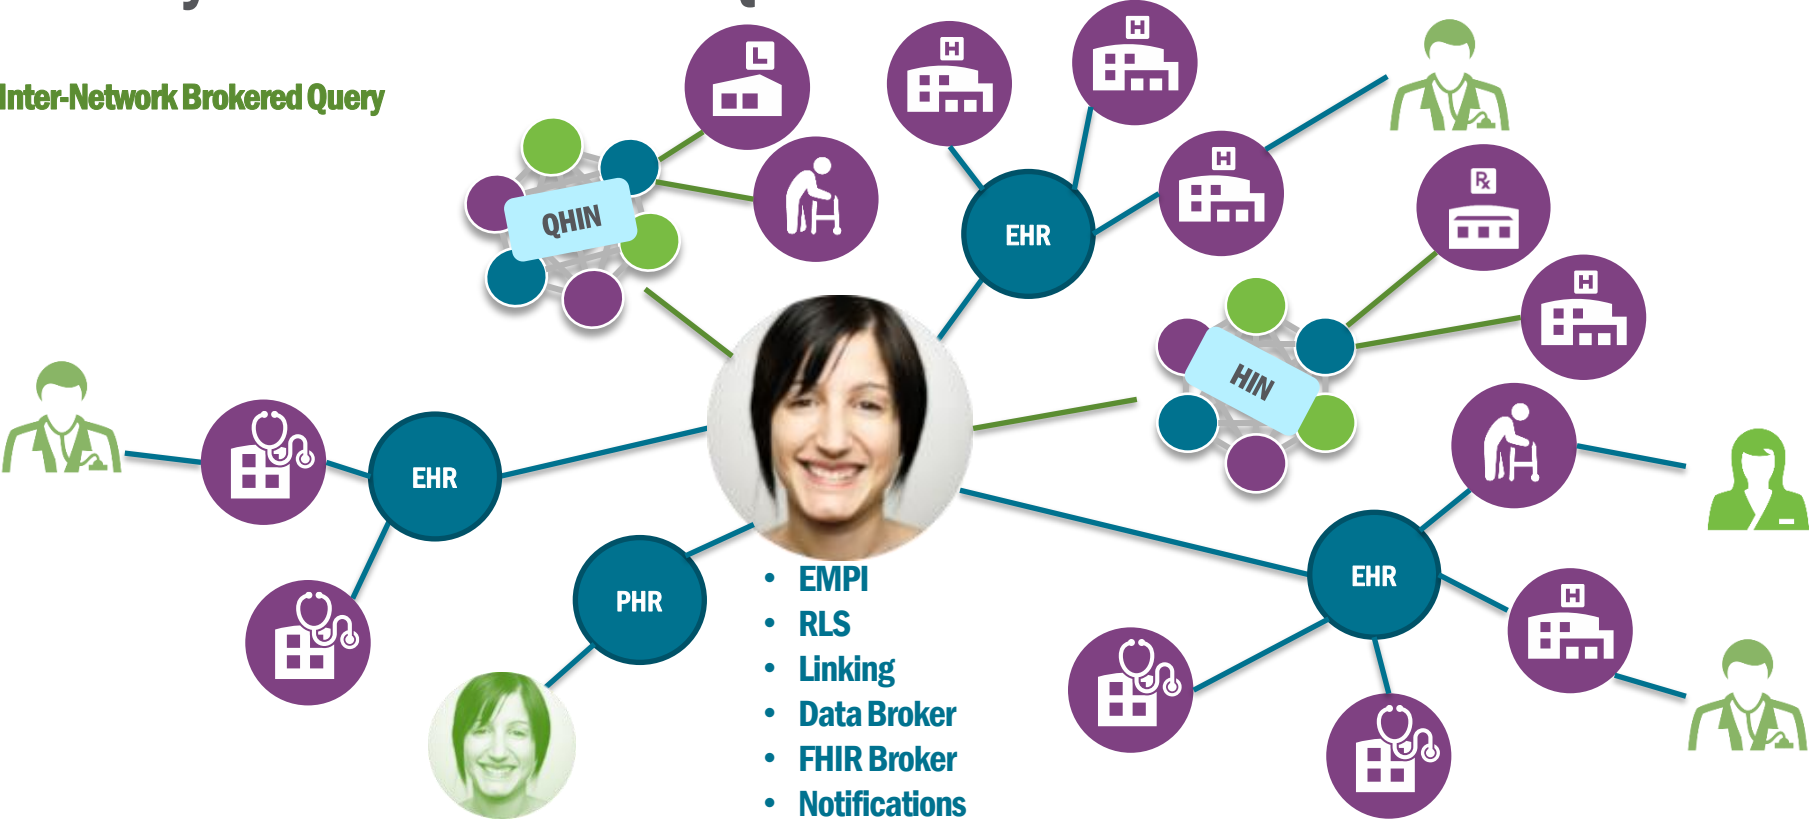 Inter-Network Brokered Query
L
H
H
H
QHIN
EHR
Rx
H
HIN
EHR
PHR
EHR
H
• EMPI
• RLS
• Linking
• Data Broker
• FHIR Broker
• Notifications